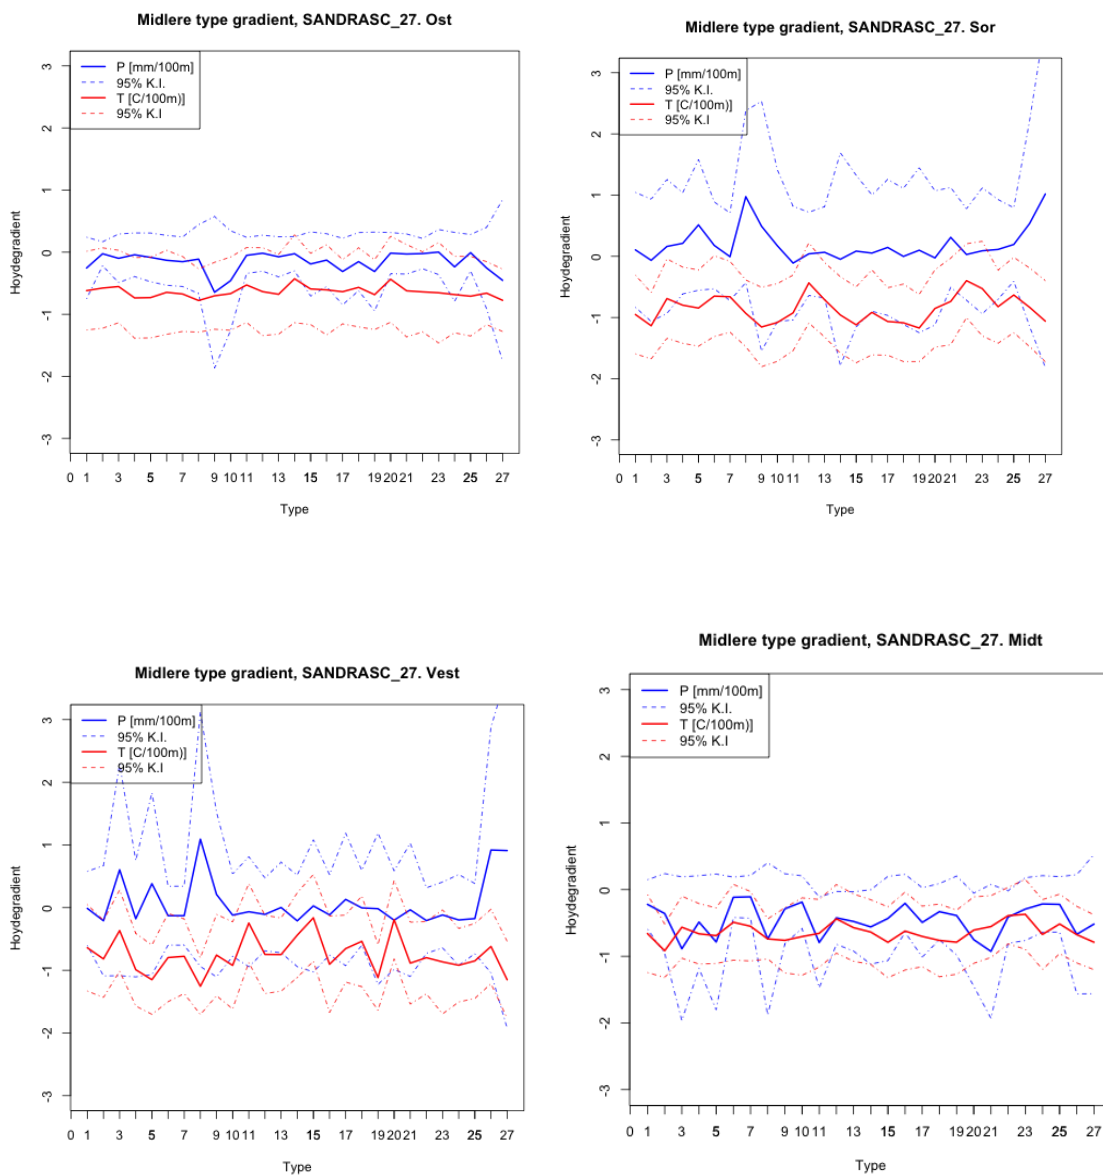 Midlere type gradient, SANDRASC_27. Ost
P [mm/100m]
95% K.I.
T [C/100m)]
95% K.I
Hoydegradient
3
2
1
0
-1
-2
-3
0 1 3 5 7 9 10 11 13 15 17 19 20 21 23 25 27
Type
Midlere type gradient, SANDRASC_27. Sor
P [mm/100m]
95% K.I.
T [C/100m)]
95% K.I
Hoydegradient
3
2
1
0
-1
-2
-3
0 1 3 5 7 9 10 11 13 15 17 19 20 21 23 25 27
Type
Midlere type gradient, SANDRASC_27. Vest
P [mm/100m]
95% K.I.
T [C/100m)]
95% K.I
Hoydegradient
3
2
1
0
-1
-2
-3
0 1 3 5 7 9 10 11 13 15 17 19 20 21 23 25 27
Type
Midlere type gradient, SANDRASC_27. Midt
P [mm/100m]
95% K.I.
T [C/100m)]
95% K.I
Hoydegradient
3
2
1
0
-1
-2
-3
0 1 3 5 7 9 10 11 13 15 17 19 20 21 23 25 27
Type